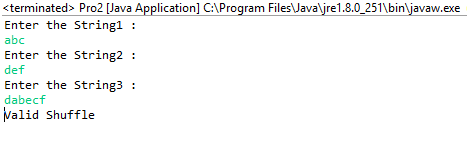 <terminated> Pro2 [Java Application] C:\Program Files\Java\jre1.8.0_251\bin\javaw.exe
Enter the String1 :
abc
Enter the String2 :
def
Enter the String3 :
dabecf
Valid Shuffle